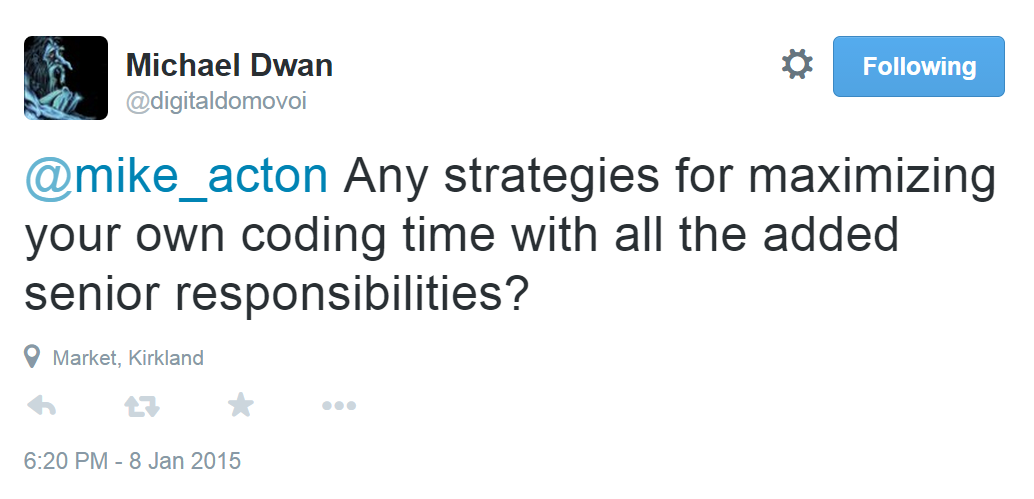 Michael Dwan
@digitaldomovoi
Following
@mike_acton Any strategies for maximizing
your own coding time with all the added
senior responsibilities?
Market, Kirkland
6:20 PM - 8 Jan 2015